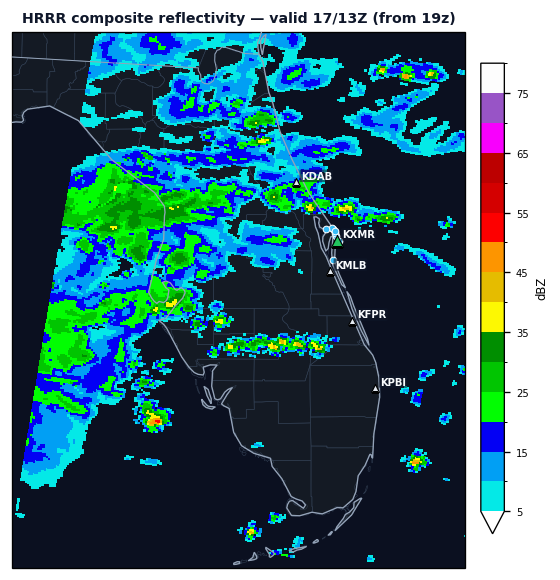 HRRR composite reflectivity — valid 17/13Z (from 19z)
KDAB
KXMR
KMLB
KFPR
KPBI
75
65
55
45
35
25
15
5
dBZ